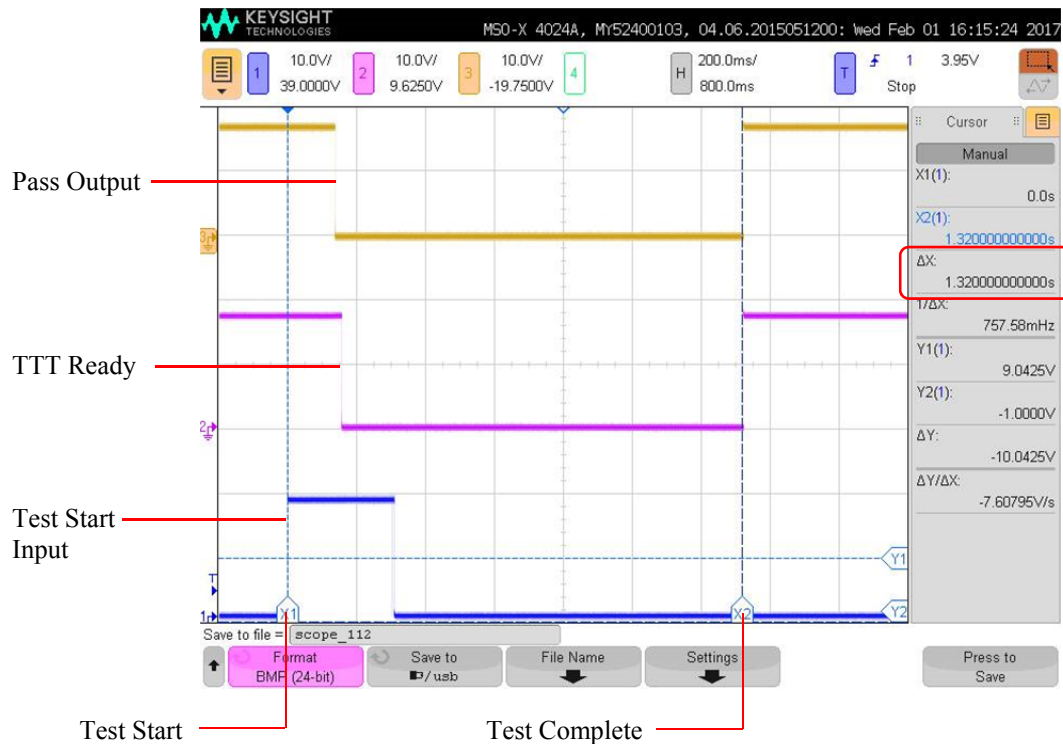 KEYSIGHT
TECHNOLOGIES
MSO-X 4024A, MY52400103, 04.06.2015051200: Wed Feb 01 16:15:24 2017
1 10.0V/ 2 10.0V/ 3 10.0V/ 4 H 200.0ms/ T 1 3.95V
39.0000V 9.6250V -19.7500V 800.0ms Stop
Cursor
Manual
X1(1):
0.0s
X2(1):
1.320000000000s
ΔX:
1.320000000000s
1/ΔX:
757.58mHz
Y1(1):
9.0425V
Y2(1):
-1.0000V
ΔY:
-10.0425V
ΔY/ΔX:
-7.60795V/s
Pass Output
3
TTT Ready
2
Test Start
Input
Y1
T
1
X1
X2
Y2
Save to file = scope_112
Format
BMP (24-bit)
Save to
/usb
File Name
Settings
Press to
Save
Test Start
Test Complete